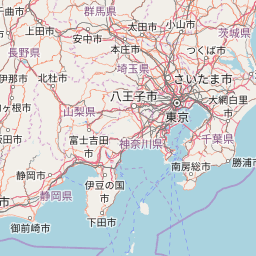 群馬県
太田市
小山市
茨城県
安中市
本庄市
つくば市
長野県
埼玉県
さいたま市
伊那市
北杜市
八王子市
大網白里
山梨県
東京
千葉県
富士吉田
神奈川県
勝浦市
静岡市
伊豆の国
市
南房総市
静岡県
下田市
御前崎市